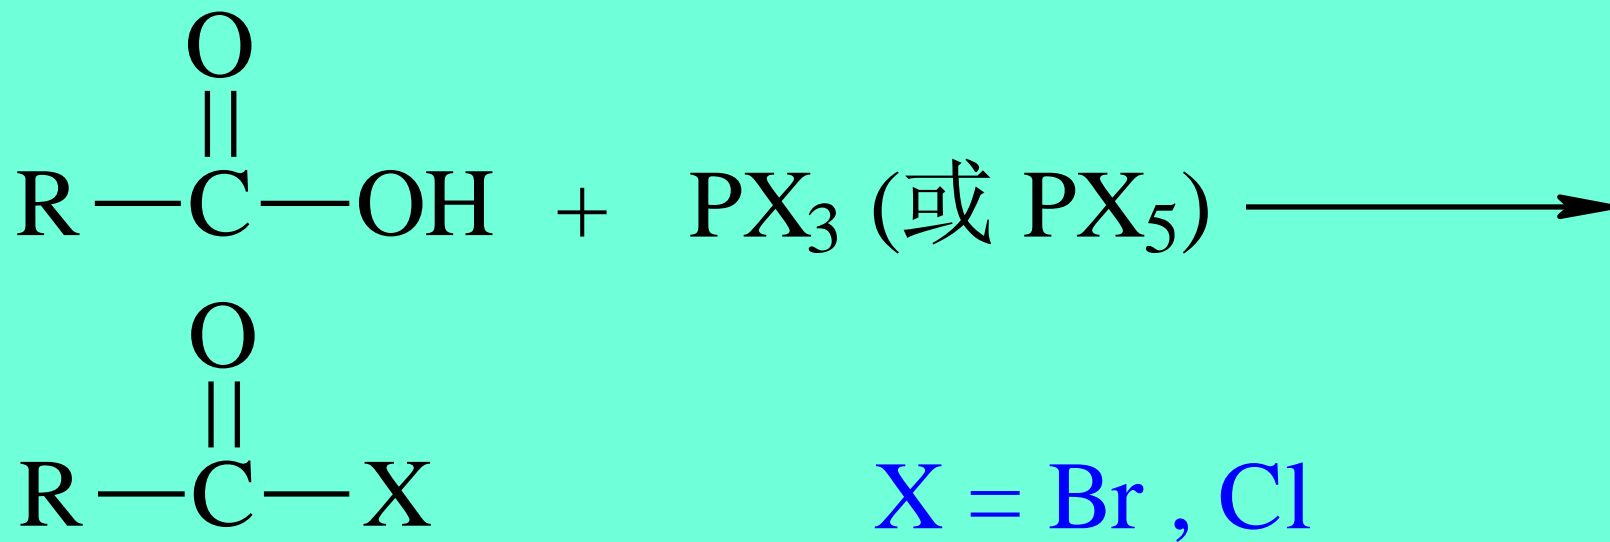 O
R—C—OH + PX₃ (或 PX₅) →
O
R—C—X X = Br , Cl